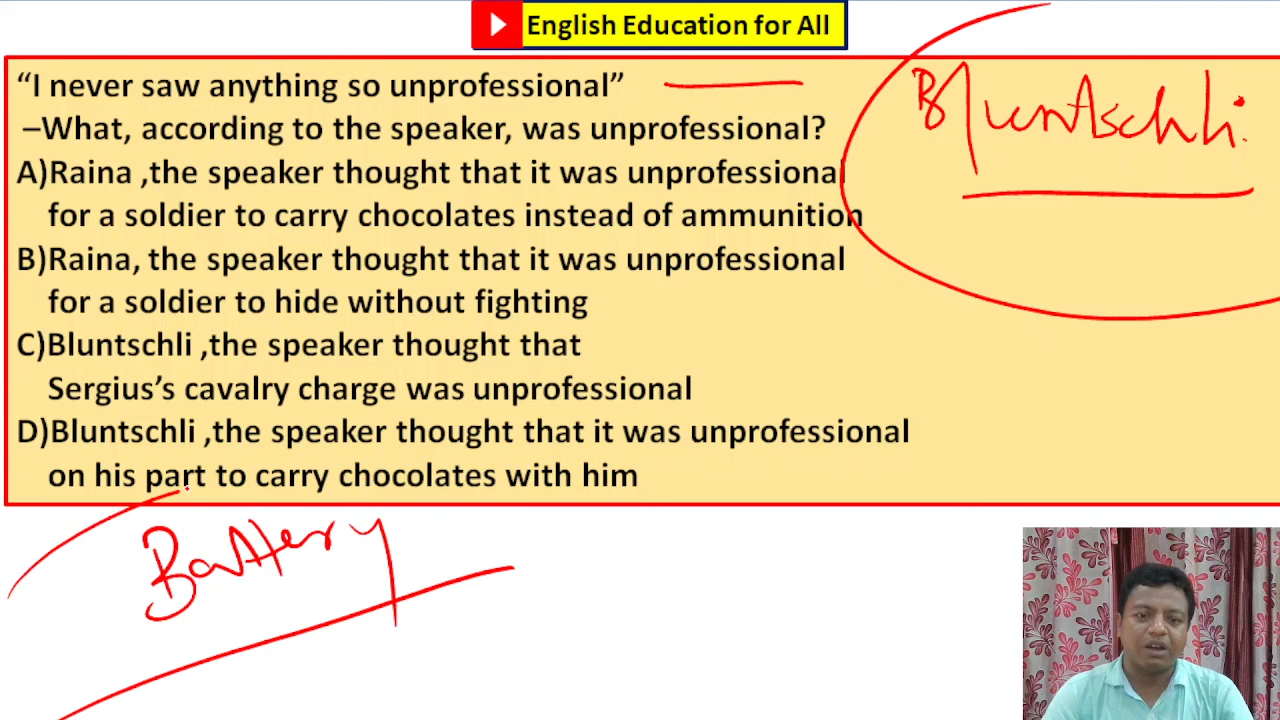 English Education for All
“I never saw anything so unprofessional”
Bluntschli.
–What, according to the speaker, was unprofessional?
A)Raina ,the speaker thought that it was unprofessional
for a soldier to carry chocolates instead of ammunition
B)Raina, the speaker thought that it was unprofessional
for a soldier to hide without fighting
C)Bluntschli ,the speaker thought that
Sergius’s cavalry charge was unprofessional
D)Bluntschli ,the speaker thought that it was unprofessional
on his part to carry chocolates with him
Battery